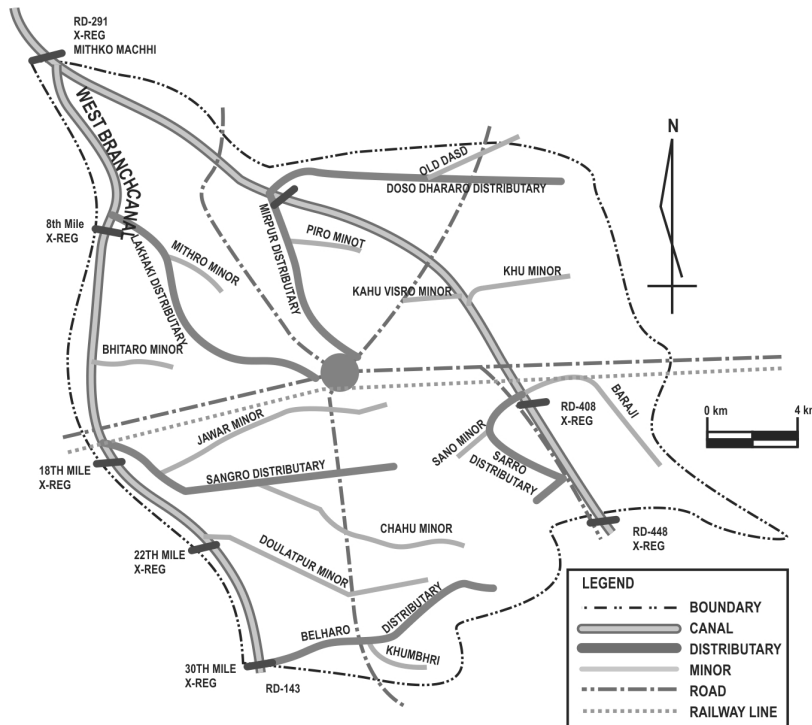 RD-291
X-REG
MITHKO MACHHI
WEST BRANCHCANAL
8th Mile
X-REG
LAKHAKI DISTRIBUTARY
MITHRO MINOR
MIRPUR DISTRIBUTARY
PIRO MINOT
OLD DASD
DOSO DHARARO DISTRIBUTARY
KAHU VISRO MINOR
KHU MINOR
N
BHITARO MINOR
JAWAR MINOR
18TH MILE
X-REG
SANGRO DISTRIBUTARY
SANO MINOR
SARRO
DISTRIBUTARY
RD-408
X-REG
BARAJI
0 km
4 km
CHAHU MINOR
22TH MILE
X-REG
DOULATPUR MINOR
RD-448
X-REG
BELHARO
DISTRIBUTARY
KHUMBHRI
30TH MILE
X-REG
RD-143
LEGEND
BOUNDARY
CANAL
DISTRIBUTARY
MINOR
ROAD
RAILWAY LINE